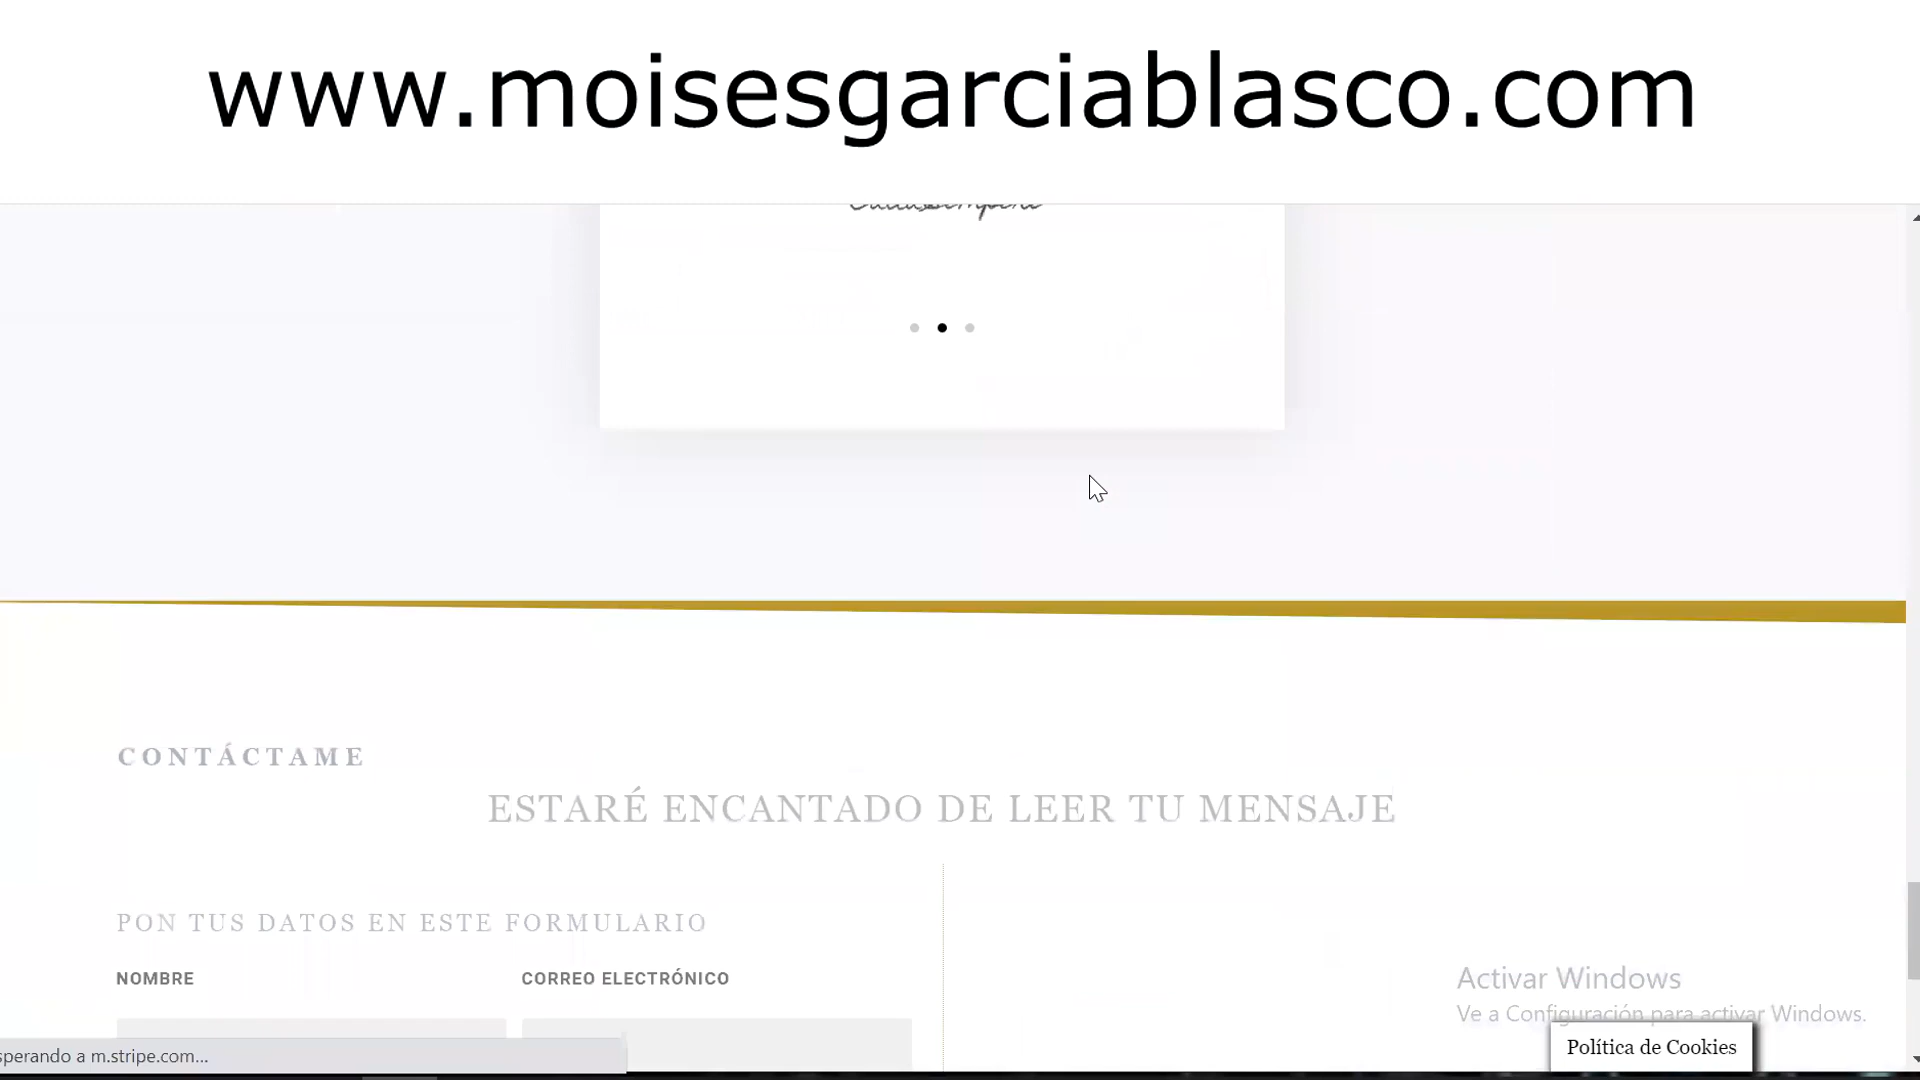 www.moisesgarciablasco.com
CONTÁCTAME
ESTARÉ ENCANTADO DE LEER TU MENSAJE
PON TUS DATOS EN ESTE FORMULARIO
NOMBRE CORREO ELECTRÓNICO
Activar Windows
Ve a Configuración para activar Windows.
Política de Cookies
sperando a m.stripe.com...